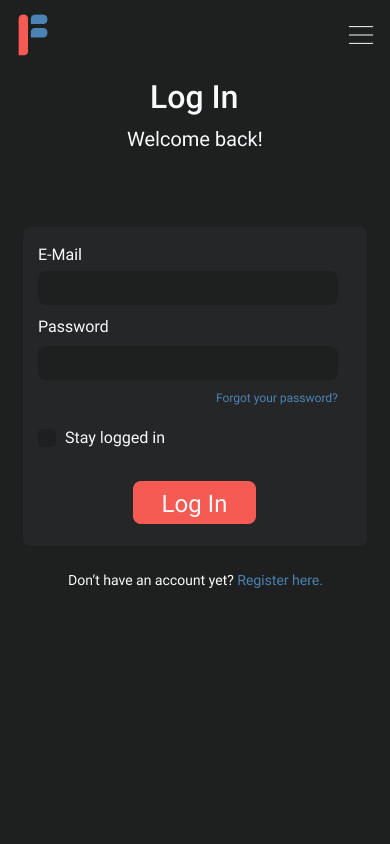 Log In
Welcome back!
E-Mail
Password
Forgot your password?
Stay logged in
Log In
Don’t have an account yet? Register here.